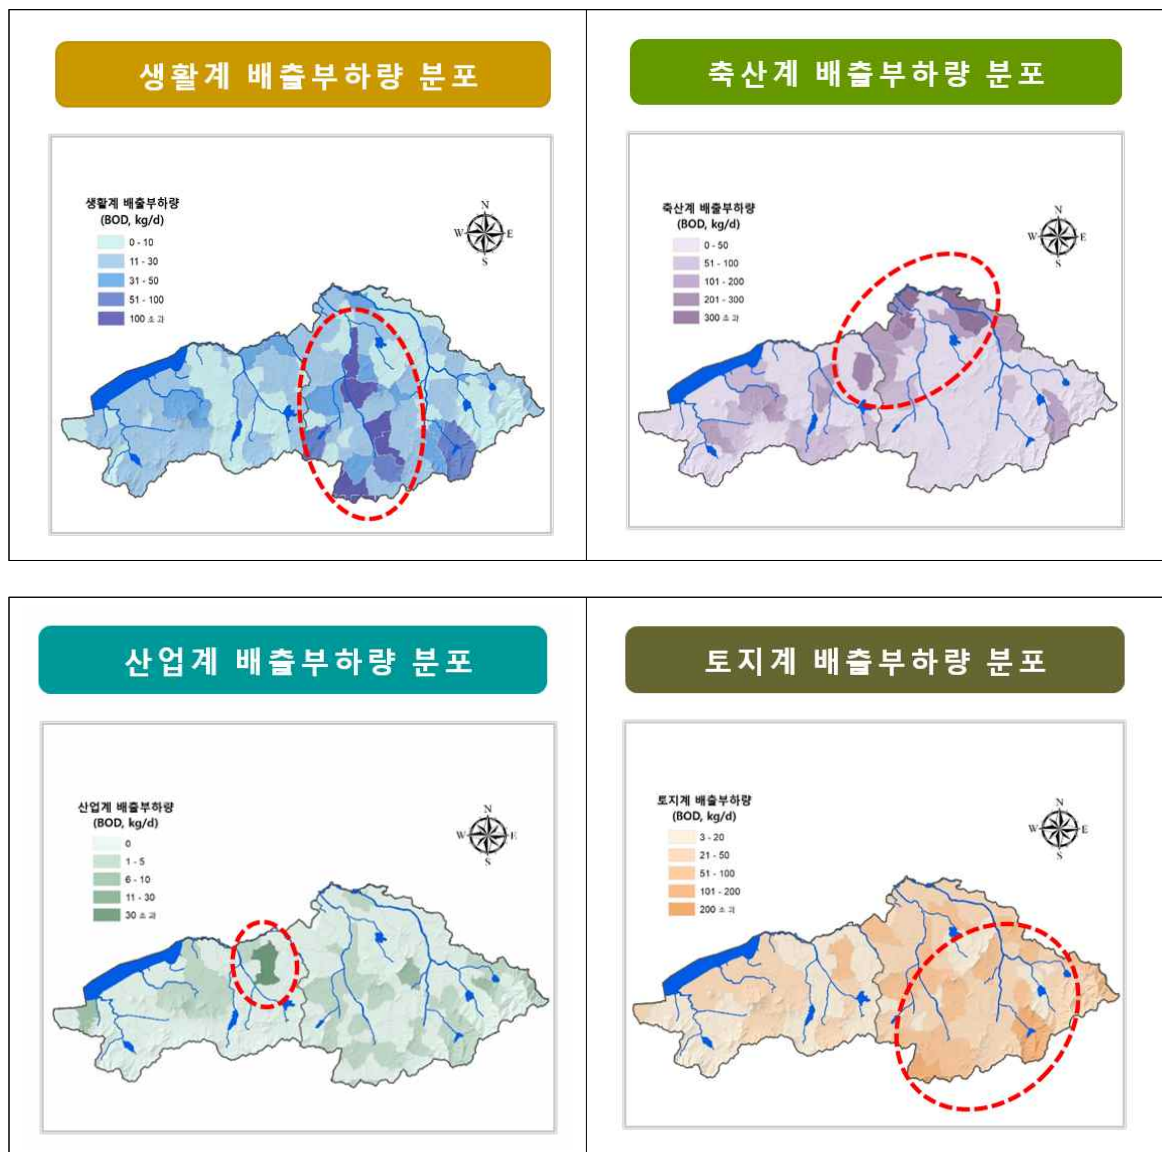 생활계 배출부하량 분포
생활계 배출부하량
(BOD, kg/d)
0 - 10
11 - 30
31 - 50
51 - 100
100 초과
N
W
E
S
축산계 배출부하량 분포
축산계 배출부하량
(BOD, kg/d)
0 - 50
51 - 100
101 - 200
201 - 300
300 초과
N
W
E
S
산업계 배출부하량 분포
산업계 배출부하량
(BOD, kg/d)
0
1 - 5
6 - 10
11 - 30
30 초과
N
W
E
S
토지계 배출부하량 분포
토지계 배출부하량
(BOD, kg/d)
3 - 20
21 - 50
51 - 100
101 - 200
200 초과
N
W
E
S